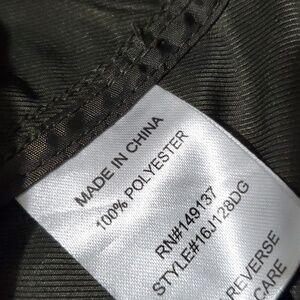 MADE IN CHINA
100% POLYESTER
RN#149137
STYLE#16J128DG
REVERSE
CARE